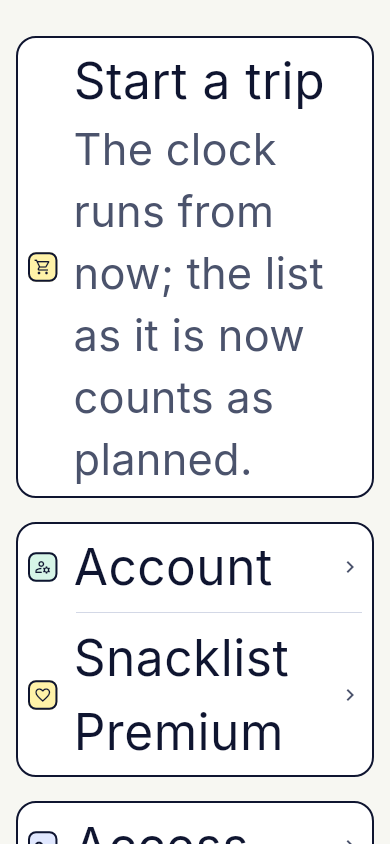 Start a trip
The clock
runs from
now; the list
as it is now
counts as
planned.
Account
Snacklist
Premium
Access